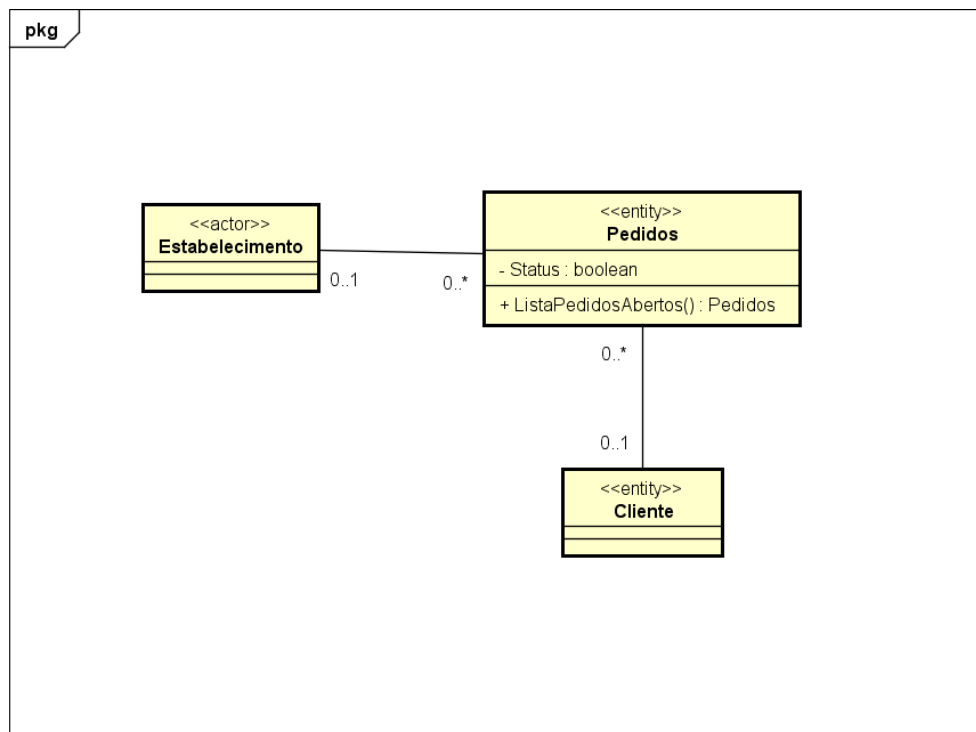 pkg
<<actor>>
Estabelecimento
0..1
0..*
<<entity>>
Pedidos
- Status : boolean
+ ListaPedidosAbertos() : Pedidos
0..*
0..1
<<entity>>
Cliente